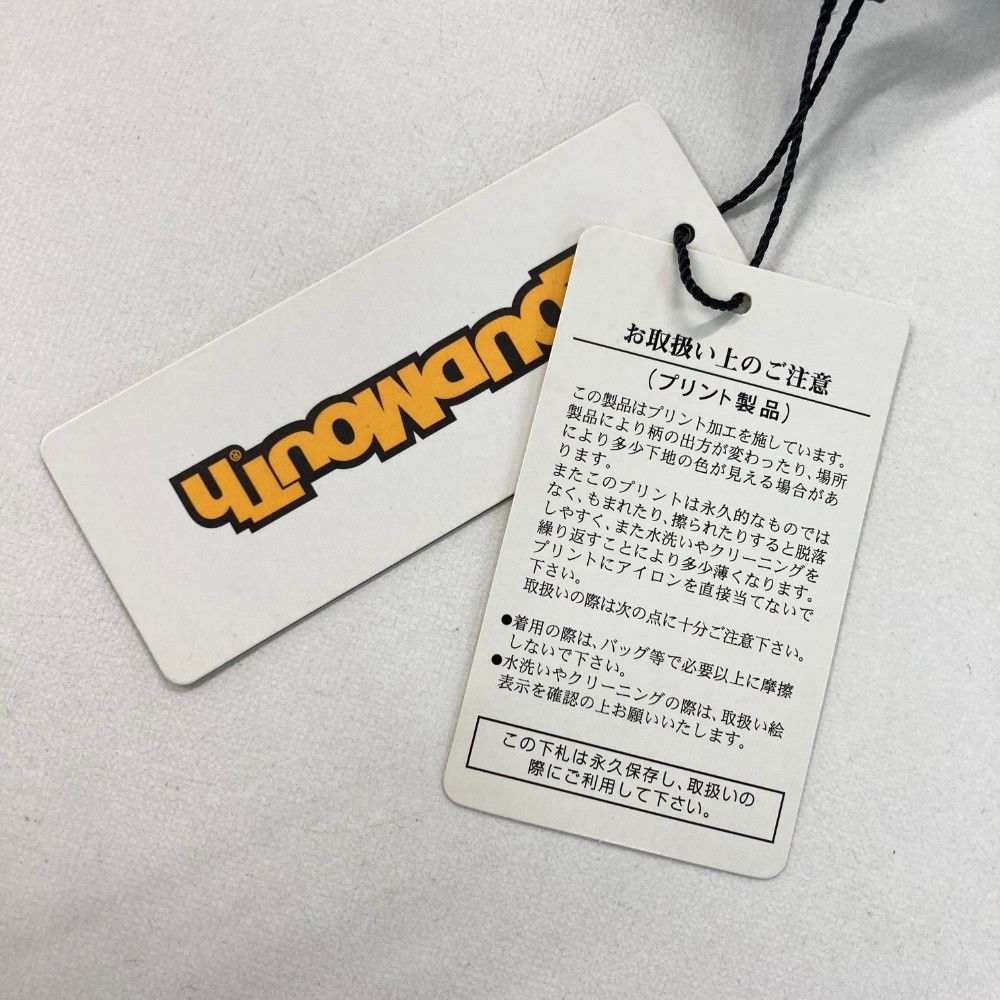 LOUDMOUTH®
お取扱い上のご注意
(プリント製品)
この製品はプリント加工を施しています。
製品により柄の出方が変わったり、場所
により多少下地の色が見える場合があ
ります。
またこのプリントは永久的なものでは
なく、もまれたり、擦られたりすると脱落
しやすく、また水洗いやクリーニングを
繰り返すことにより多少薄くなります。
プリントにアイロンを直接当てないで
下さい。
取扱いの際は次の点に十分ご注意下さい。
●着用の際は、バッグ等で必要以上に摩擦
しないで下さい。
●水洗いやクリーニングの際は、取扱い絵
表示を確認の上お願いいたします。
この下札は永久保存し、取扱いの
際にご利用して下さい。